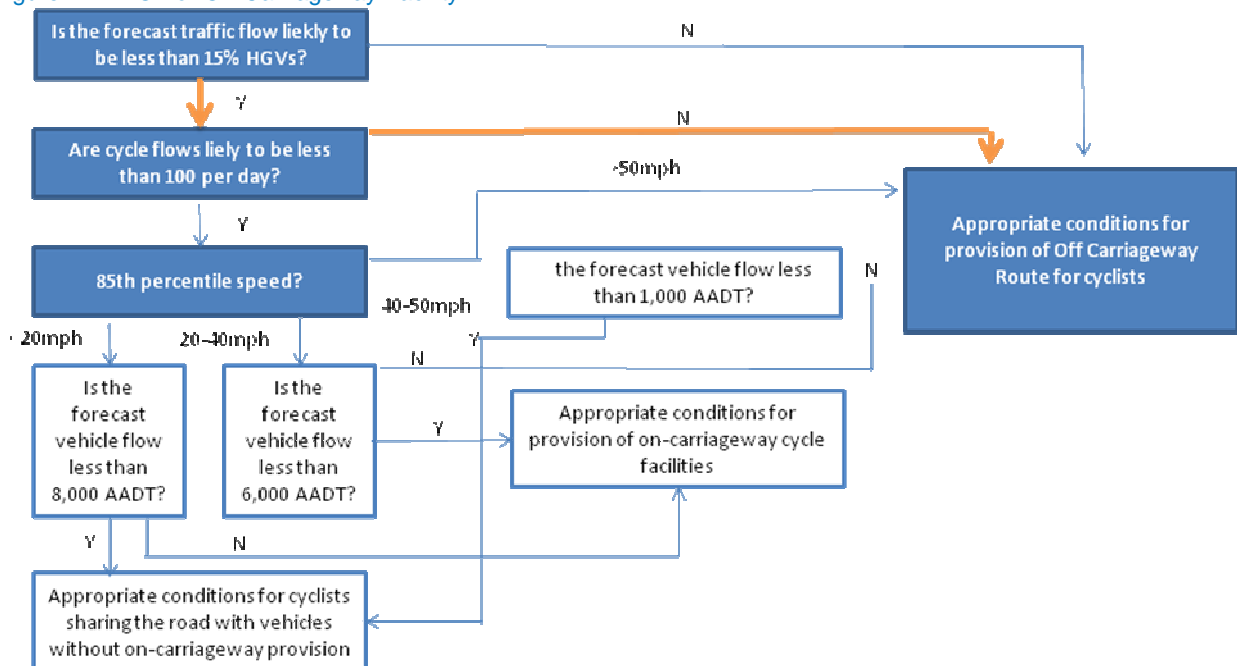 Is the forecast traffic flow liekly to
be less than 15% HGVs?
N
Y
N
Are cycle flows liely to be less
than 100 per day?
50mph
Y
Appropriate conditions for
provision of Off Carriageway
Route for cyclists
85th percentile speed?
the forecast vehicle flow less
than 1,000 AADT?
N
40-50mph
20mph
20-40mph
Y
N
Is the
forecast
vehicle flow
less than
8,000 AADT?
Is the
forecast
vehicle flow
less than
6,000 AADT?
Y
Appropriate conditions for
provision of on-carriageway cycle
facilities
Y
N
Appropriate conditions for cyclists
sharing the road with vehicles
without on-carriageway provision